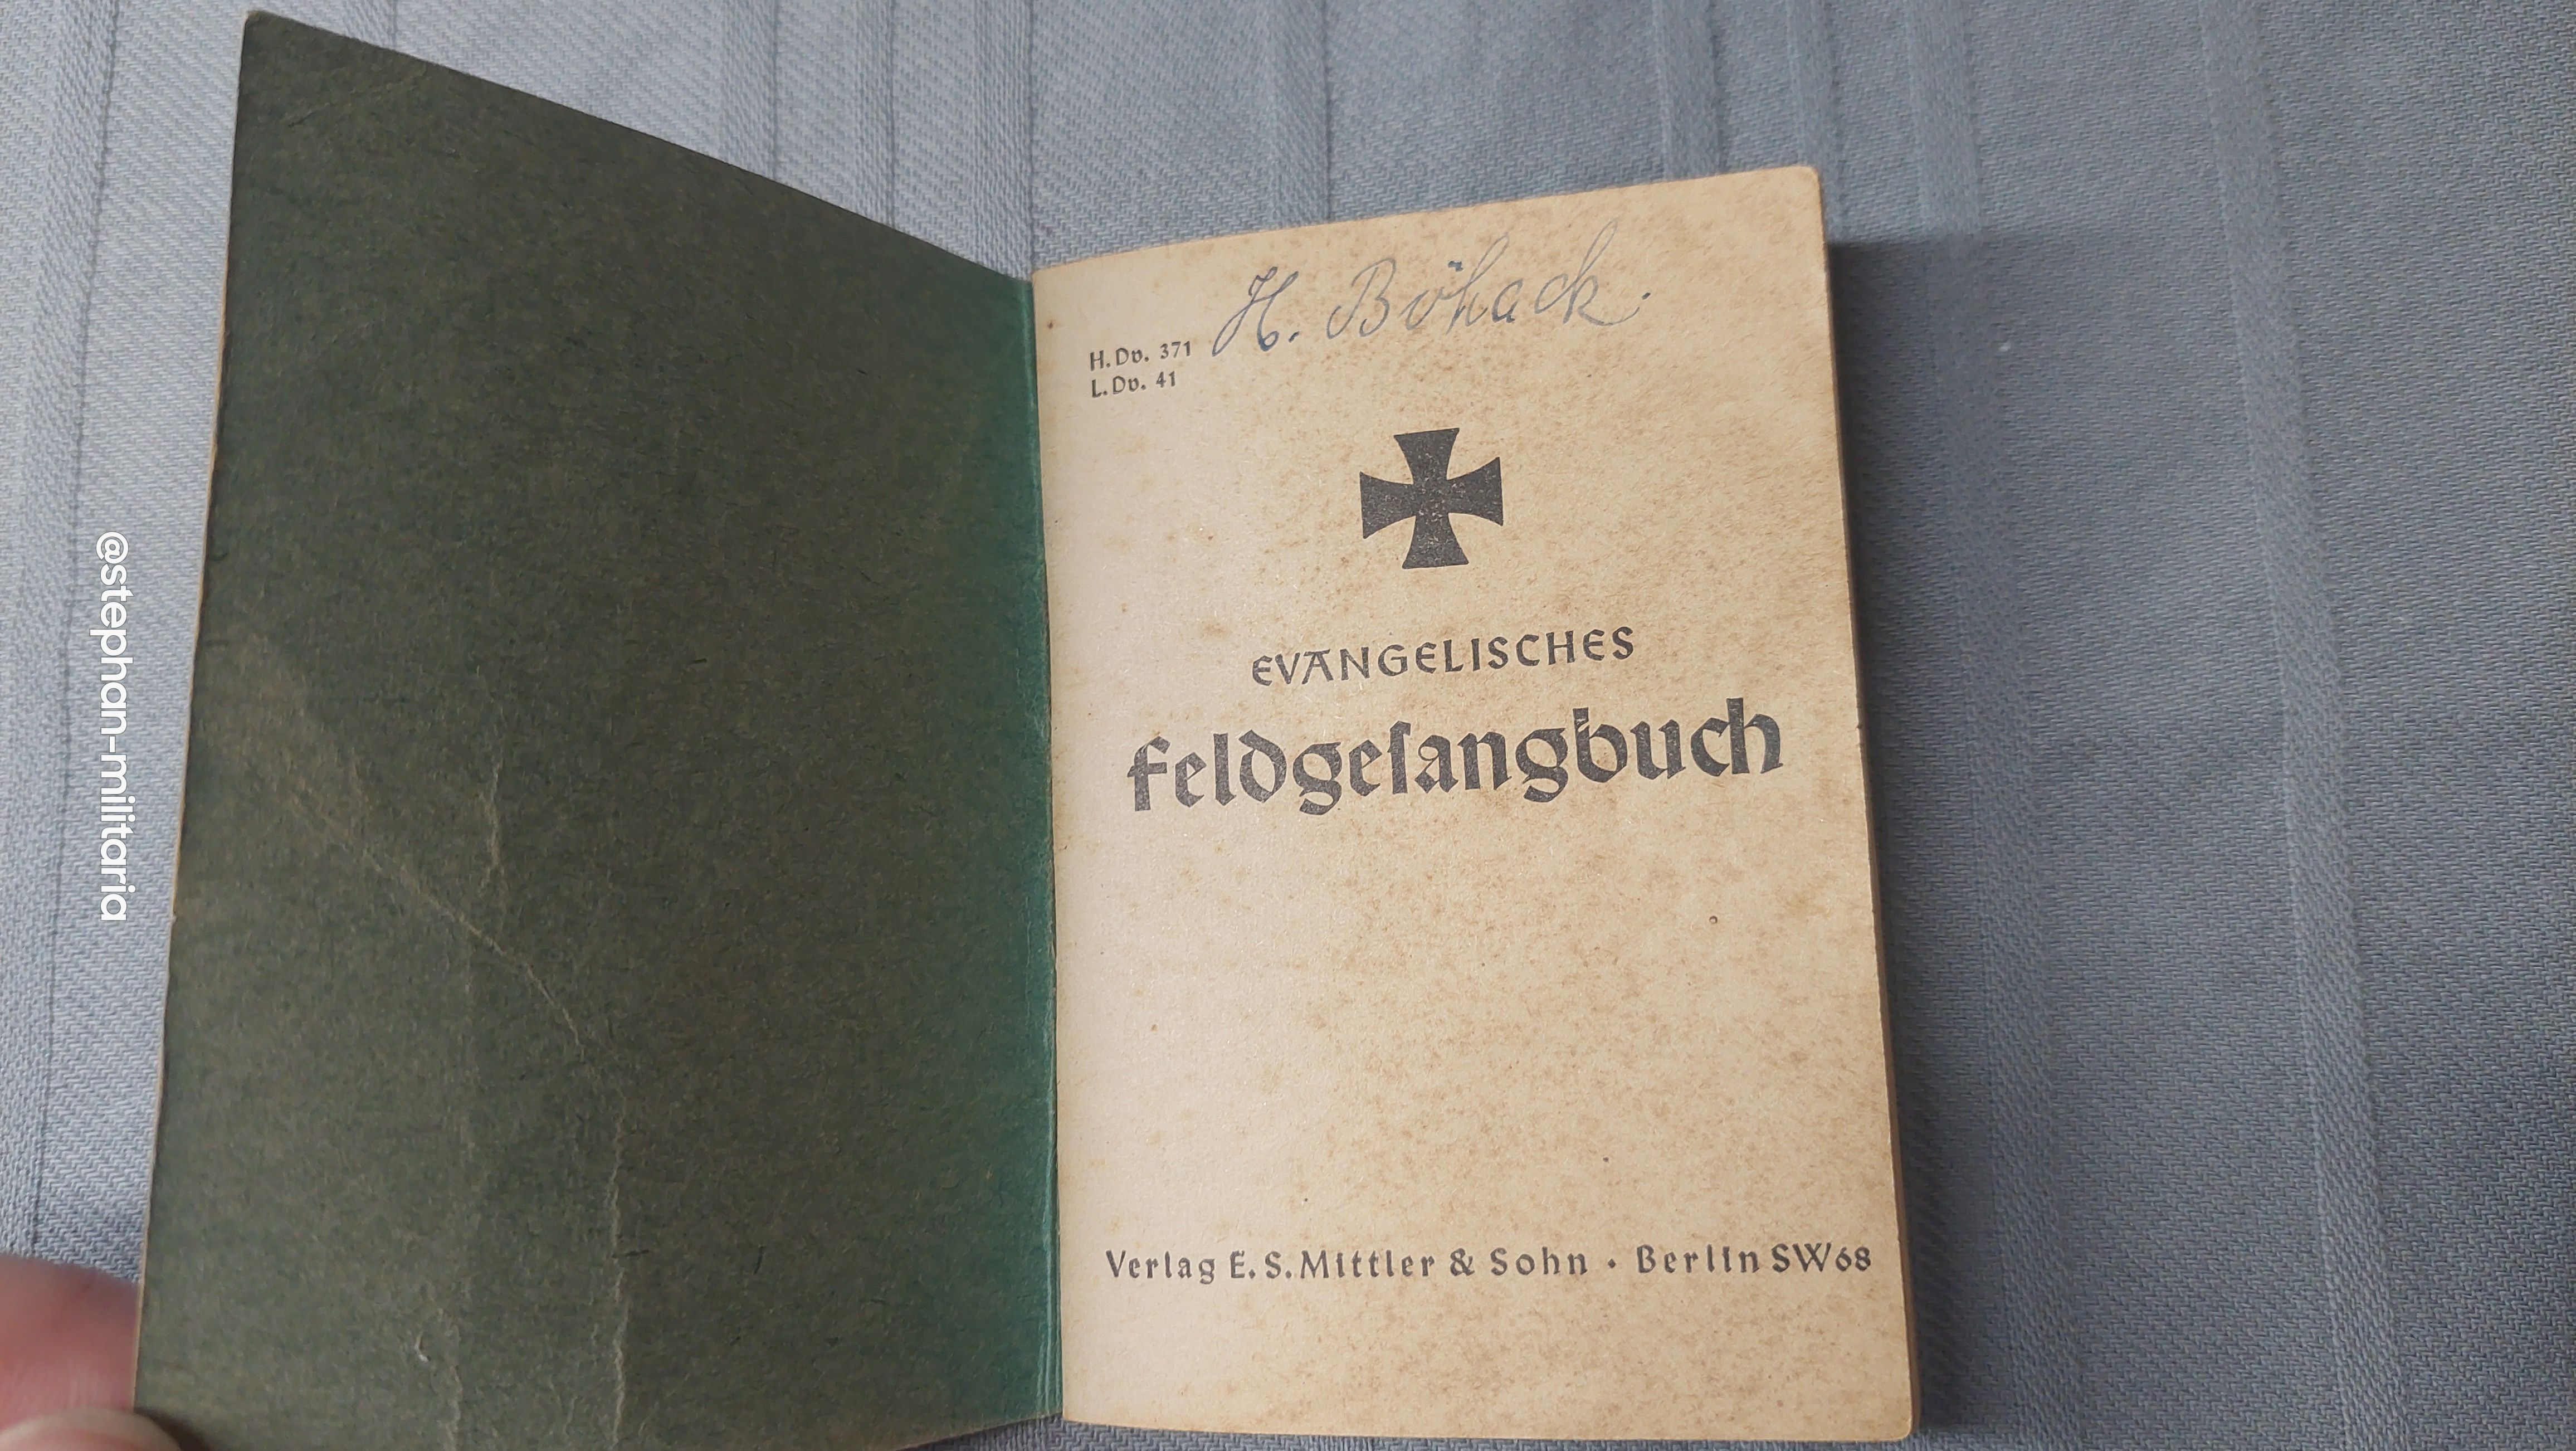 H. Böhack.
H.Dv. 371
L.Dv. 41
EVANGELISCHES
Feldgeſangbuch
Verlag E. S. Mittler & Sohn · Berlin SW68
@stephan-militaria